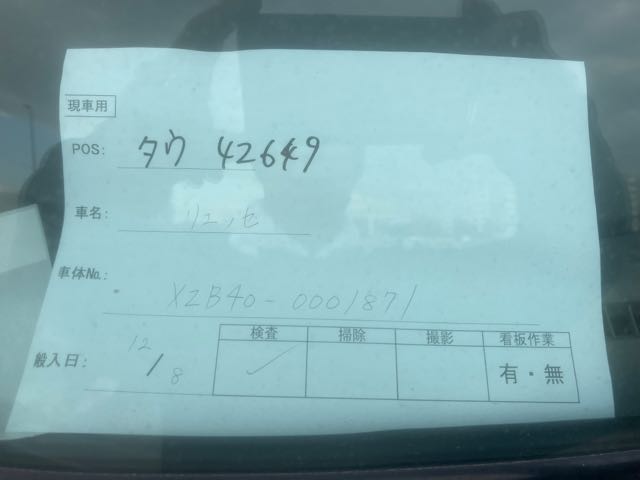 現車用
POS: タウ 42649
車名: リエッセ
車体No.: XZB40-0001871
搬入日: 12/8
検査 掃除 撮影 看板作業
✓ 有・無